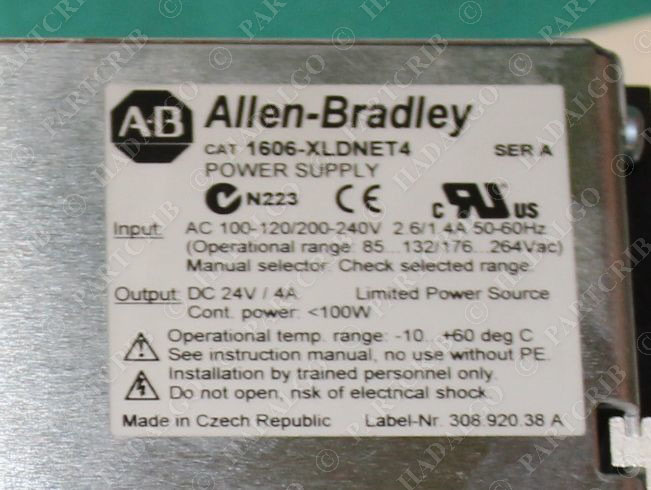 A-B Allen-Bradley
CAT 1606-XLDNET4 SER A
POWER SUPPLY
N223 CE C UR US
Input: AC 100-120/200-240V 2.6/1.4A 50-60Hz
(Operational range: 85...132/176...264Vac)
Manual selector. Check selected range.
Output: DC 24V / 4A Limited Power Source
Cont. power: <100W
Operational temp. range: -10...+60 deg C
See instruction manual, no use without PE.
Installation by trained personnel only.
Do not open, risk of electrical shock.
Made in Czech Republic Label-Nr. 308.920.38 A
© PARTCRIB © HADALGO